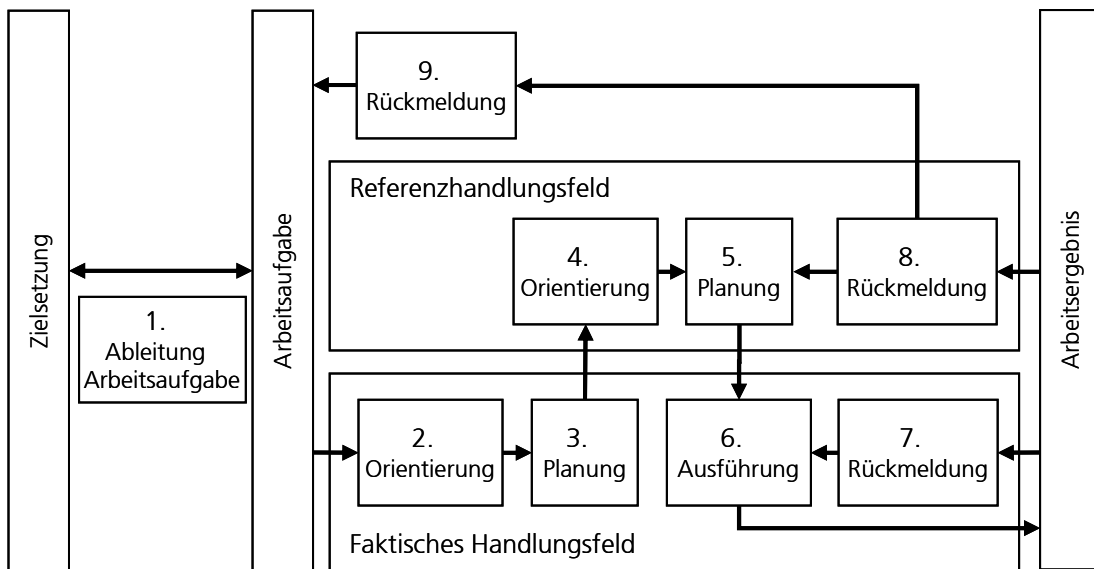 Zielsetzung
1.
Ableitung
Arbeitsaufgabe
Arbeitsaufgabe
9.
Rückmeldung
Referenzhandlungsfeld
4.
Orientierung
5.
Planung
8.
Rückmeldung
2.
Orientierung
3.
Planung
6.
Ausführung
7.
Rückmeldung
Faktisches Handlungsfeld
Arbeitsergebnis